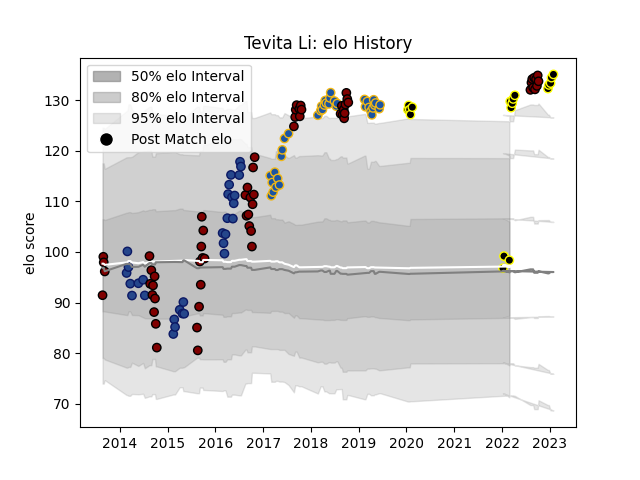 Tevita Li: elo History
50% elo Interval
80% elo Interval
95% elo Interval
Post Match elo
elo score
130
120
110
100
90
80
70
2014 2015 2016 2017 2018 2019 2020 2021 2022 2023